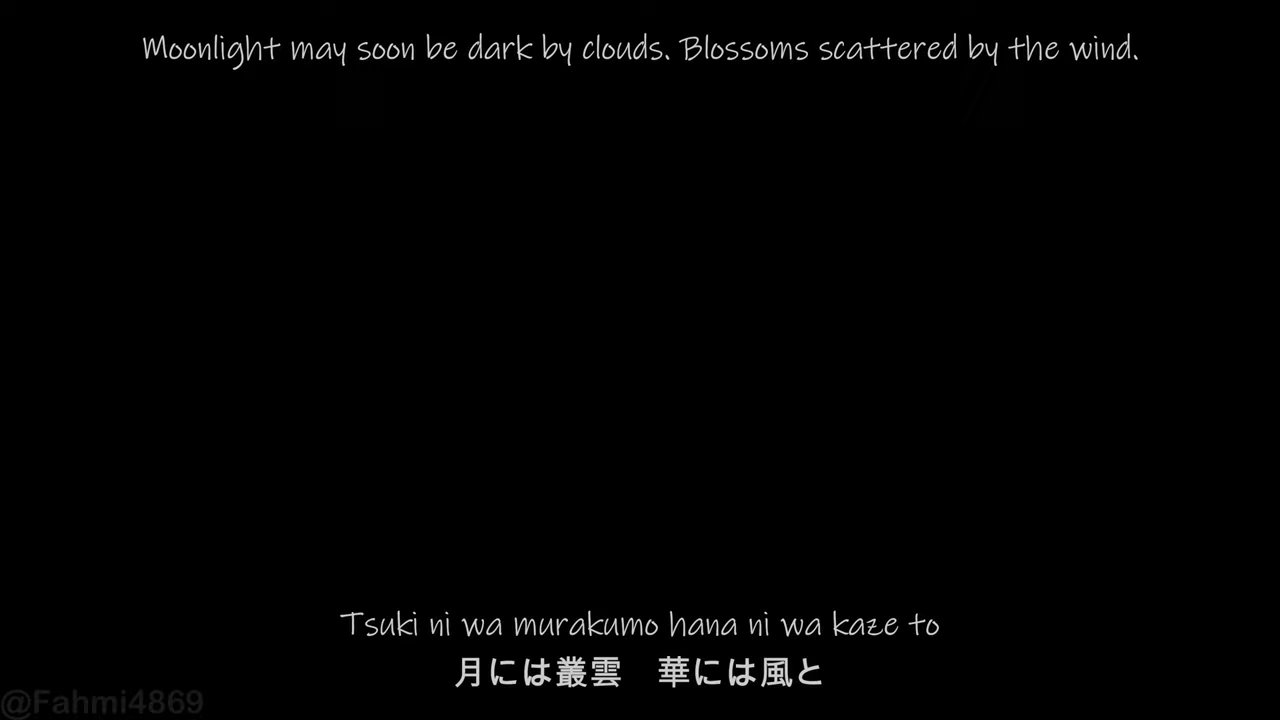 Moonlight may soon be dark by clouds. Blossoms scattered by the wind.
Tsuki ni wa murakumo hana ni wa kaze to
月には叢雲　華には風と
@Fahmi4869